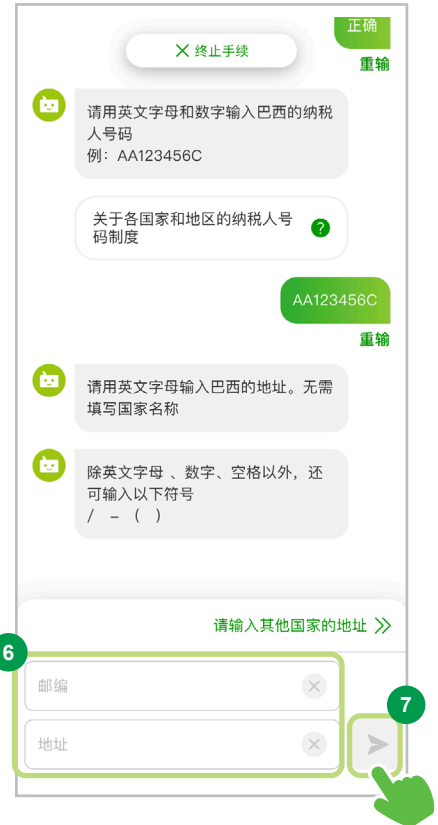 正确
终止手续
重输
请用英文字母和数字输入巴西的纳税
人号码
例：AA123456C
关于各国家和地区的纳税人号
码制度
?
AA123456C
重输
请用英文字母输入巴西的地址。无需
填写国家名称
除英文字母 、数字、空格以外，还
可输入以下符号
/ – ( )
请输入其他国家的地址
6
邮编
7
地址